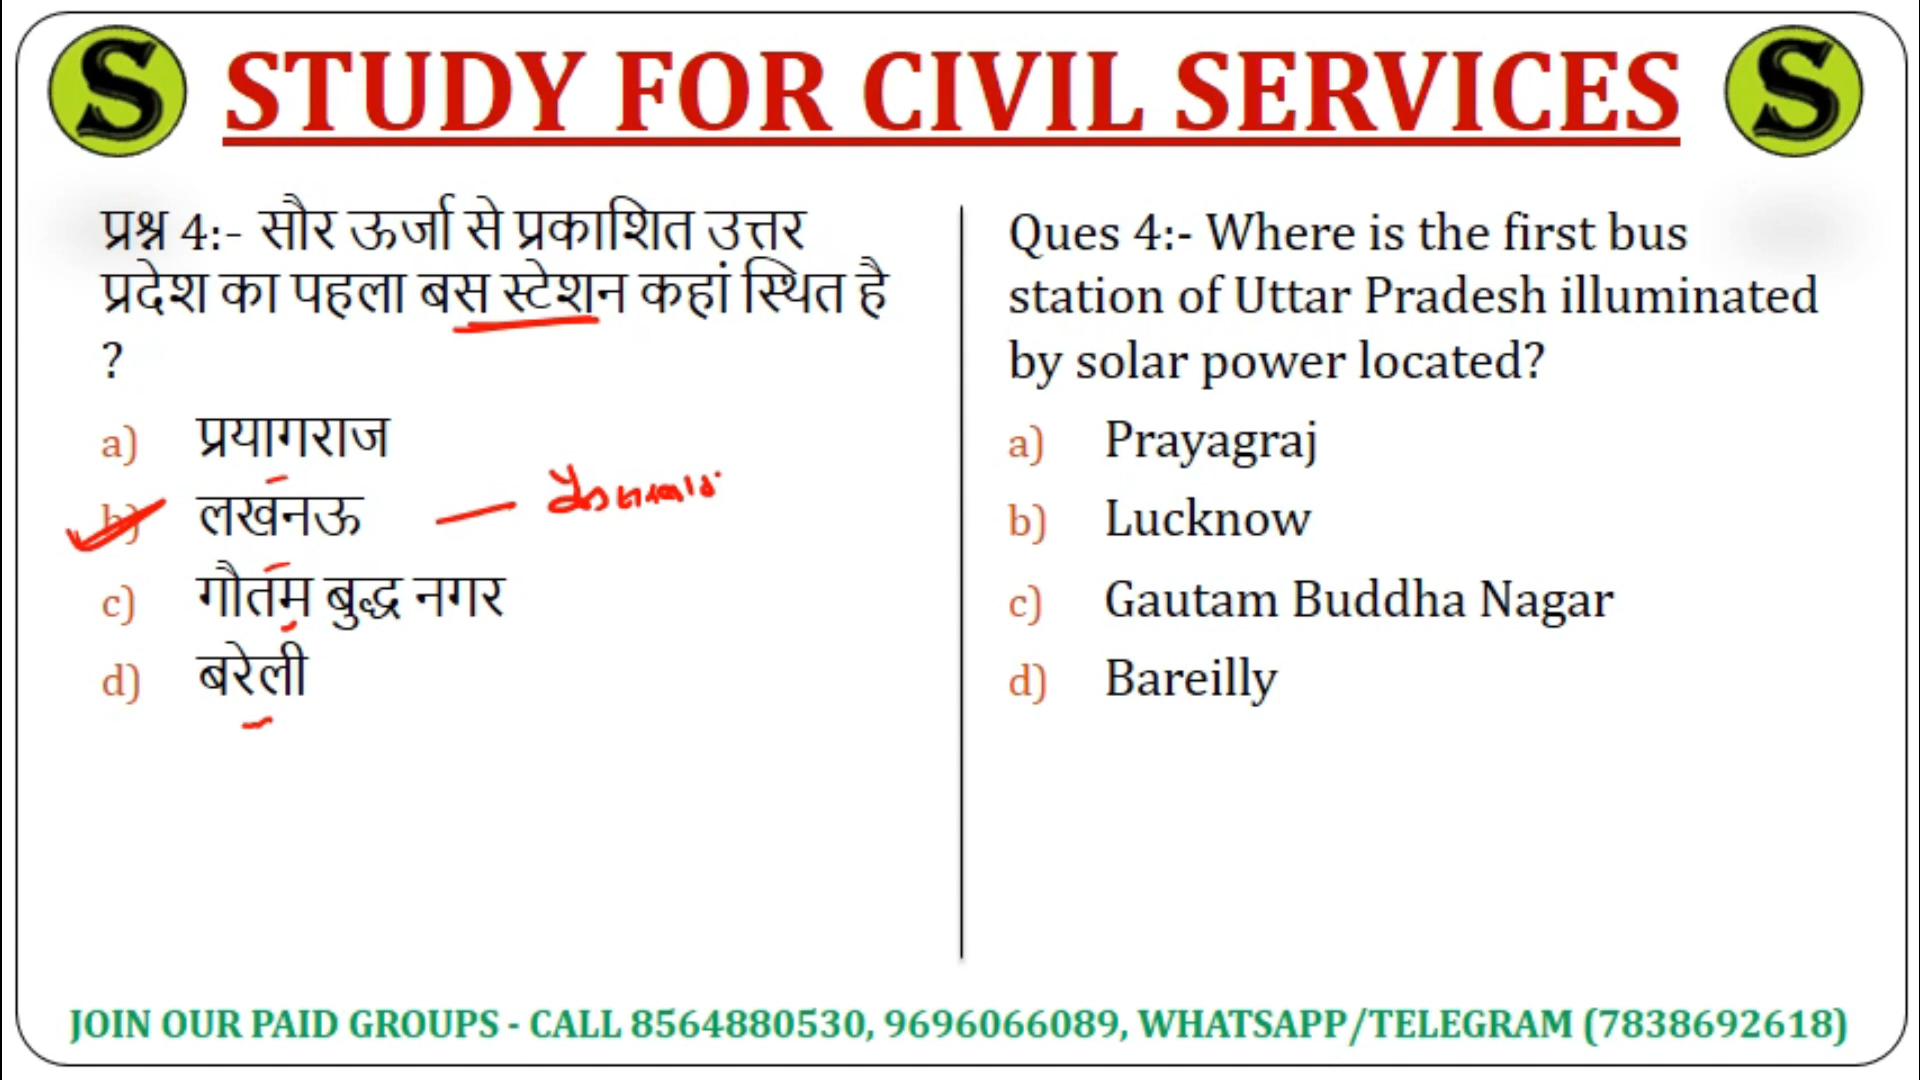 S STUDY FOR CIVIL SERVICES S
प्रश्न 4:- सौर ऊर्जा से प्रकाशित उत्तर
प्रदेश का पहला बस स्टेशन कहां स्थित है
?
a) प्रयागराज
b) लखनऊ
c) गौतम बुद्ध नगर
d) बरेली
Ques 4:- Where is the first bus
station of Uttar Pradesh illuminated
by solar power located?
a) Prayagraj
b) Lucknow
c) Gautam Buddha Nagar
d) Bareilly
JOIN OUR PAID GROUPS - CALL 8564880530, 9696066089, WHATSAPP/TELEGRAM (7838692618)